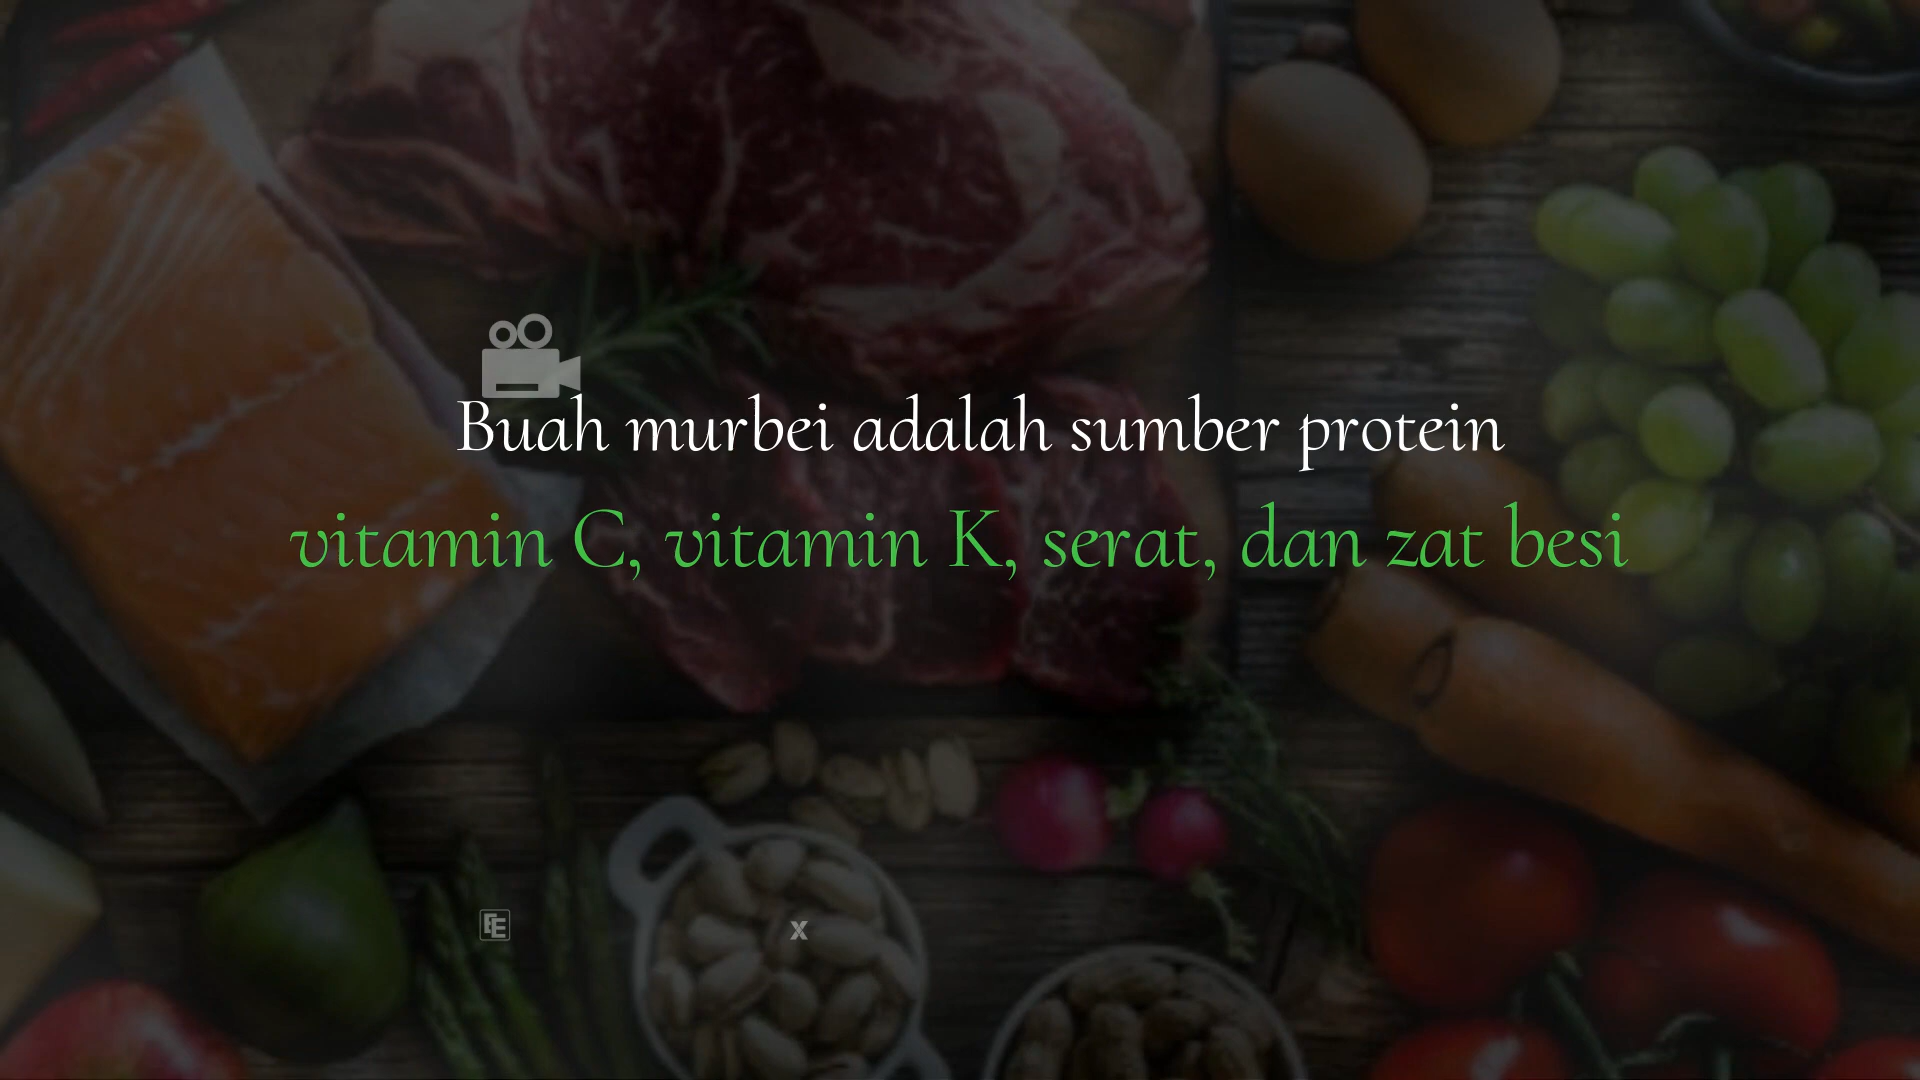 Buah murbei adalah sumber protein
vitamin C, vitamin K, serat, dan zat besi
E X